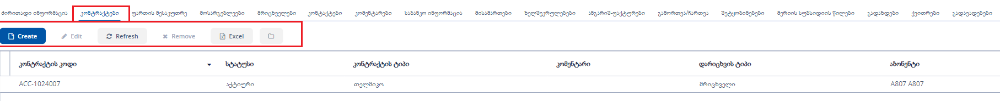 ძირითადი ინფორმაცია კონტრაქტები ფართის მესაკუთრე მოსარგებლეები მრიცხველები კონტაქტები კომენტარები საბანკო ინფორმაცია მისამართები ხელშეკრულებები ანგარიშ-ფაქტურები გამორთვა/ჩართვა შეტყობინებები მერიის სუბსიდიის წილები გადახდები ქვითრები გადავადებები
Create Edit Refresh Remove Excel
კონტრაქტის კოდი სტატუსი კონტრაქტის ტიპი კომენტარი დარიცხვის ტიპი აბონენტი
ACC-1024007 აქტიური თელმიკო მრიცხველი A807 A807